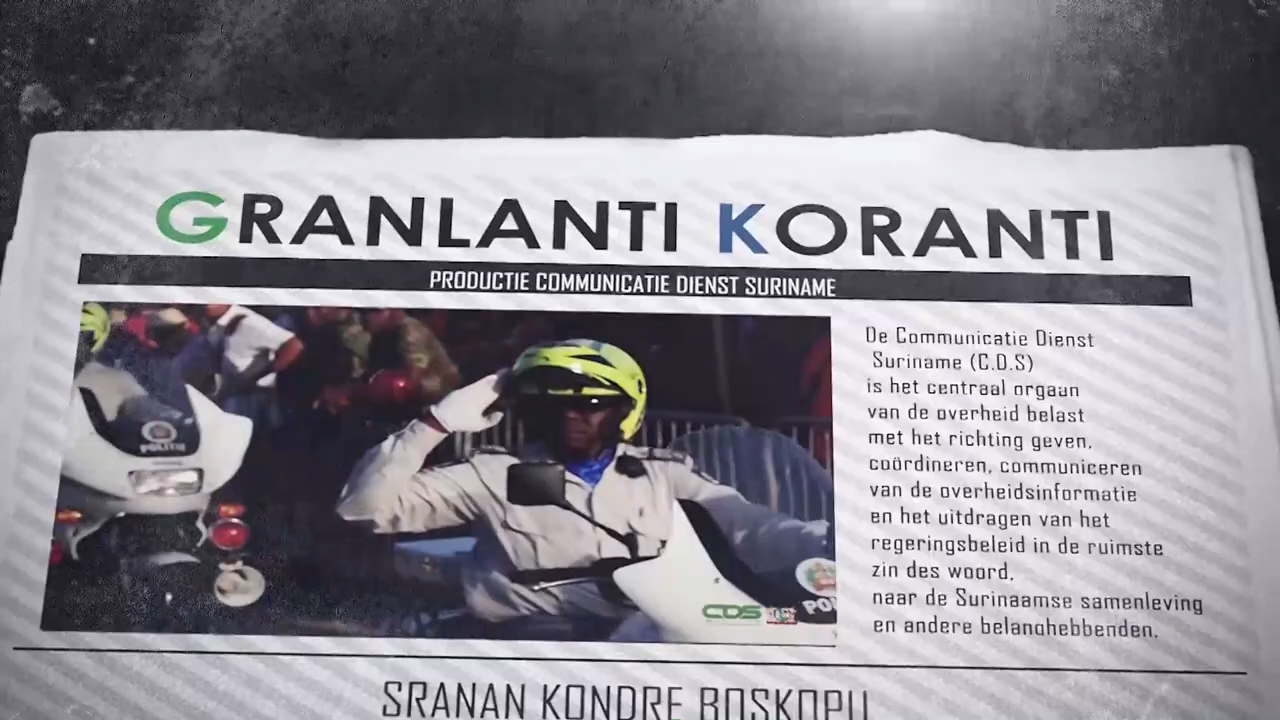 GRANLANTI KORANTI
PRODUCTIE COMMUNICATIE DIENST SURINAME
De Communicatie Dienst
Suriname (C.D.S)
is het centraal orgaan
van de overheid belast
met het richting geven,
coördineren, communiceren
van de overheidsinformatie
en het uitdragen van het
regeringsbeleid in de ruimste
zin des woord,
naar de Surinaamse samenleving
en andere belanghebbenden.
POLITIE
CDS
POL
SRANAN KONDRE BOSKOPU